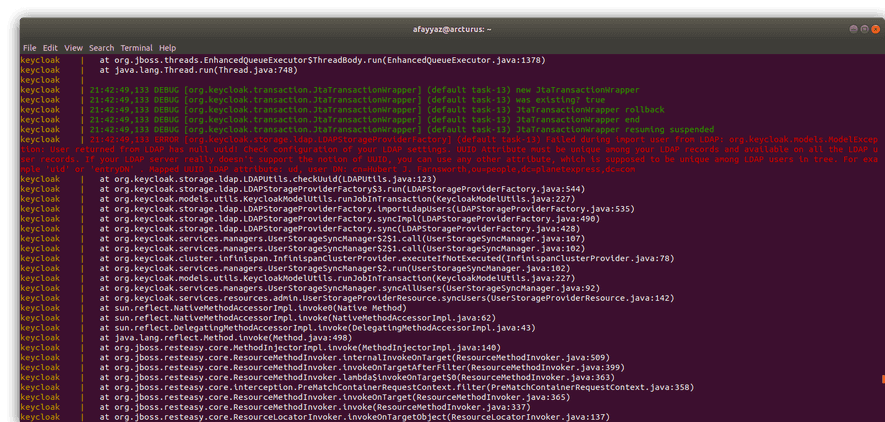 afayyaz@arcturus: ~
File Edit View Search Terminal Help
keycloak | at org.jboss.threads.EnhancedQueueExecutor$ThreadBody.run(EnhancedQueueExecutor.java:1378)
keycloak | at java.lang.Thread.run(Thread.java:748)
keycloak |
keycloak | 21:42:49,133 DEBUG [org.keycloak.transaction.JtaTransactionWrapper] (default task-13) new JtaTransactionWrapper
keycloak | 21:42:49,133 DEBUG [org.keycloak.transaction.JtaTransactionWrapper] (default task-13) was existing? true
keycloak | 21:42:49,133 DEBUG [org.keycloak.transaction.JtaTransactionWrapper] (default task-13) JtaTransactionWrapper rollback
keycloak | 21:42:49,133 DEBUG [org.keycloak.transaction.JtaTransactionWrapper] (default task-13) JtaTransactionWrapper end
keycloak | 21:42:49,133 DEBUG [org.keycloak.transaction.JtaTransactionWrapper] (default task-13) JtaTransactionWrapper resuming suspended
keycloak | 21:42:49,133 ERROR [org.keycloak.storage.ldap.LDAPStorageProviderFactory] (default task-13) Failed during import user from LDAP: org.keycloak.models.ModelExcep
tion: User returned from LDAP has null uuid! Check configuration of your LDAP settings. UUID Attribute must be unique among your LDAP records and available on all the LDAP u
ser records. If your LDAP server really doesn't support the notion of UUID, you can use any other attribute, which is supposed to be unique among LDAP users in tree. For exa
mple 'uid' or 'entryDN' . Mapped UUID LDAP attribute: ud, user DN: cn=Hubert J. Farnsworth,ou=people,dc=planetexpress,dc=com
keycloak | at org.keycloak.storage.ldap.LDAPUtils.checkUuid(LDAPUtils.java:123)
keycloak | at org.keycloak.storage.ldap.LDAPStorageProviderFactory$3.run(LDAPStorageProviderFactory.java:544)
keycloak | at org.keycloak.models.utils.KeycloakModelUtils.runJobInTransaction(KeycloakModelUtils.java:227)
keycloak | at org.keycloak.storage.ldap.LDAPStorageProviderFactory.importLdapUsers(LDAPStorageProviderFactory.java:535)
keycloak | at org.keycloak.storage.ldap.LDAPStorageProviderFactory.syncImpl(LDAPStorageProviderFactory.java:490)
keycloak | at org.keycloak.storage.ldap.LDAPStorageProviderFactory.sync(LDAPStorageProviderFactory.java:428)
keycloak | at org.keycloak.services.managers.UserStorageSyncManager$2$1.call(UserStorageSyncManager.java:107)
keycloak | at org.keycloak.services.managers.UserStorageSyncManager$2$1.call(UserStorageSyncManager.java:102)
keycloak | at org.keycloak.cluster.infinispan.InfinispanClusterProvider.executeIfNotExecuted(InfinispanClusterProvider.java:78)
keycloak | at org.keycloak.services.managers.UserStorageSyncManager$2.run(UserStorageSyncManager.java:102)
keycloak | at org.keycloak.models.utils.KeycloakModelUtils.runJobInTransaction(KeycloakModelUtils.java:227)
keycloak | at org.keycloak.services.managers.UserStorageSyncManager.syncAllUsers(UserStorageSyncManager.java:92)
keycloak | at org.keycloak.services.resources.admin.UserStorageProviderResource.syncUsers(UserStorageProviderResource.java:142)
keycloak | at sun.reflect.NativeMethodAccessorImpl.invoke0(Native Method)
keycloak | at sun.reflect.NativeMethodAccessorImpl.invoke(NativeMethodAccessorImpl.java:62)
keycloak | at sun.reflect.DelegatingMethodAccessorImpl.invoke(DelegatingMethodAccessorImpl.java:43)
keycloak | at java.lang.reflect.Method.invoke(Method.java:498)
keycloak | at org.jboss.resteasy.core.MethodInjectorImpl.invoke(MethodInjectorImpl.java:140)
keycloak | at org.jboss.resteasy.core.ResourceMethodInvoker.internalInvokeOnTarget(ResourceMethodInvoker.java:509)
keycloak | at org.jboss.resteasy.core.ResourceMethodInvoker.invokeOnTargetAfterFilter(ResourceMethodInvoker.java:399)
keycloak | at org.jboss.resteasy.core.ResourceMethodInvoker.lambda$invokeOnTarget$0(ResourceMethodInvoker.java:363)
keycloak | at org.jboss.resteasy.core.interception.PreMatchContainerRequestContext.filter(PreMatchContainerRequestContext.java:358)
keycloak | at org.jboss.resteasy.core.ResourceMethodInvoker.invokeOnTarget(ResourceMethodInvoker.java:365)
keycloak | at org.jboss.resteasy.core.ResourceMethodInvoker.invoke(ResourceMethodInvoker.java:337)
keycloak | at org.jboss.resteasy.core.ResourceLocatorInvoker.invokeOnTargetObject(ResourceLocatorInvoker.java:137)